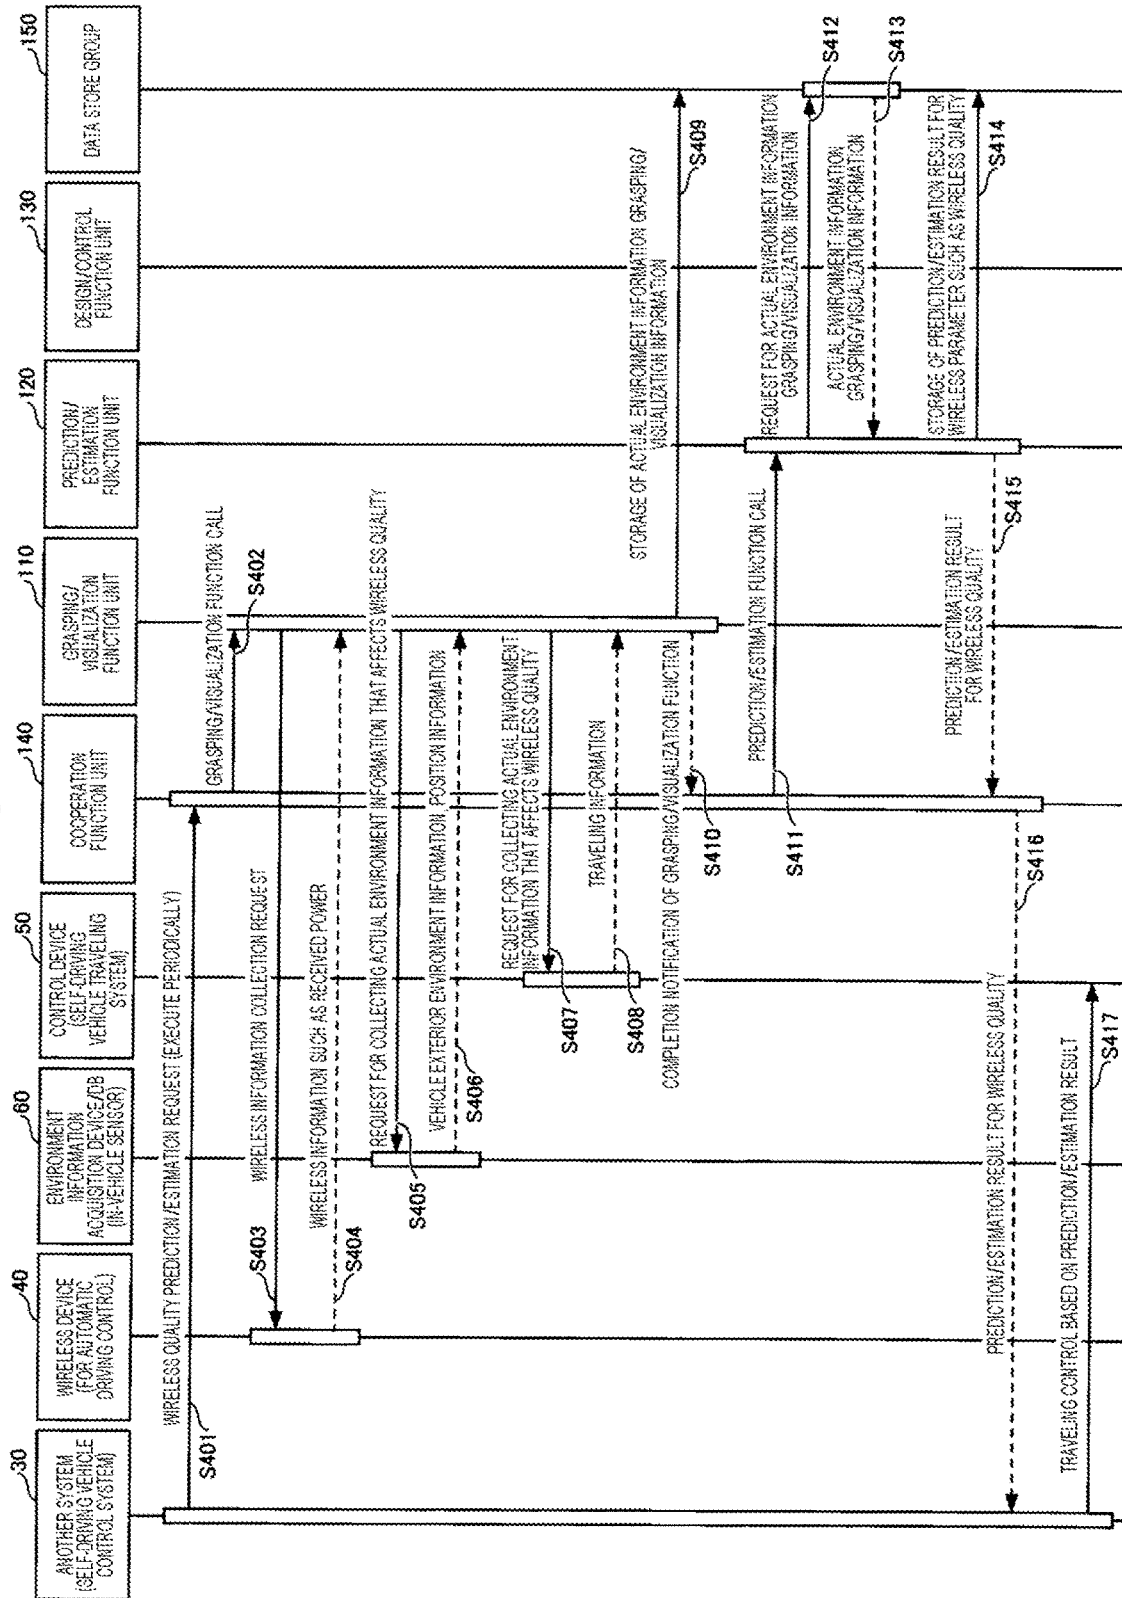 30
ANOTHER SYSTEM
(SELF-DRIVING VEHICLE
CONTROL SYSTEM)
40
WIRELESS DEVICE
(FOR AUTOMATIC
DRIVING CONTROL)
60
ENVIRONMENT
INFORMATION
ACQUISITION DEVICE/DB
(IN-VEHICLE SENSOR)
50
CONTROL DEVICE
(SELF-DRIVING
VEHICLE TRAVELING
SYSTEM)
140
COOPERATION
FUNCTION UNIT
110
GRASPING/
VISUALIZATION
FUNCTION UNIT
120
PREDICTION/
ESTIMATION
FUNCTION UNIT
130
DESIGN/CONTROL
FUNCTION UNIT
150
DATA STORE GROUP
WIRELESS QUALITY PREDICTION/ESTIMATION REQUEST (EXECUTE PERIODICALLY)
S401
GRASPING/VISUALIZATION FUNCTION CALL
S402
WIRELESS INFORMATION COLLECTION REQUEST
S403
WIRELESS INFORMATION SUCH AS RECEIVED POWER
S404
REQUEST FOR COLLECTING ACTUAL ENVIRONMENT INFORMATION THAT AFFECTS WIRELESS QUALITY
S405
VEHICLE EXTERIOR ENVIRONMENT INFORMATION, POSITION INFORMATION
S406
REQUEST FOR COLLECTING ACTUAL ENVIRONMENT
INFORMATION THAT AFFECTS WIRELESS QUALITY
S407
TRAVELING INFORMATION
S408
STORAGE OF ACTUAL ENVIRONMENT INFORMATION GRASPING/
VISUALIZATION INFORMATION
S409
COMPLETION NOTIFICATION OF GRASPING/VISUALIZATION FUNCTION
S410
PREDICTION/ESTIMATION FUNCTION CALL
S411
REQUEST FOR ACTUAL ENVIRONMENT INFORMATION
GRASPING/VISUALIZATION INFORMATION
S412
ACTUAL ENVIRONMENT INFORMATION
GRASPING/VISUALIZATION INFORMATION
S413
STORAGE OF PREDICTION/ESTIMATION RESULT FOR
WIRELESS PARAMETER SUCH AS WIRELESS QUALITY
S414
PREDICTION/ESTIMATION RESULT
FOR WIRELESS QUALITY
S415
PREDICTION/ESTIMATION RESULT FOR WIRELESS QUALITY
S416
TRAVELING CONTROL BASED ON PREDICTION/ESTIMATION RESULT
S417